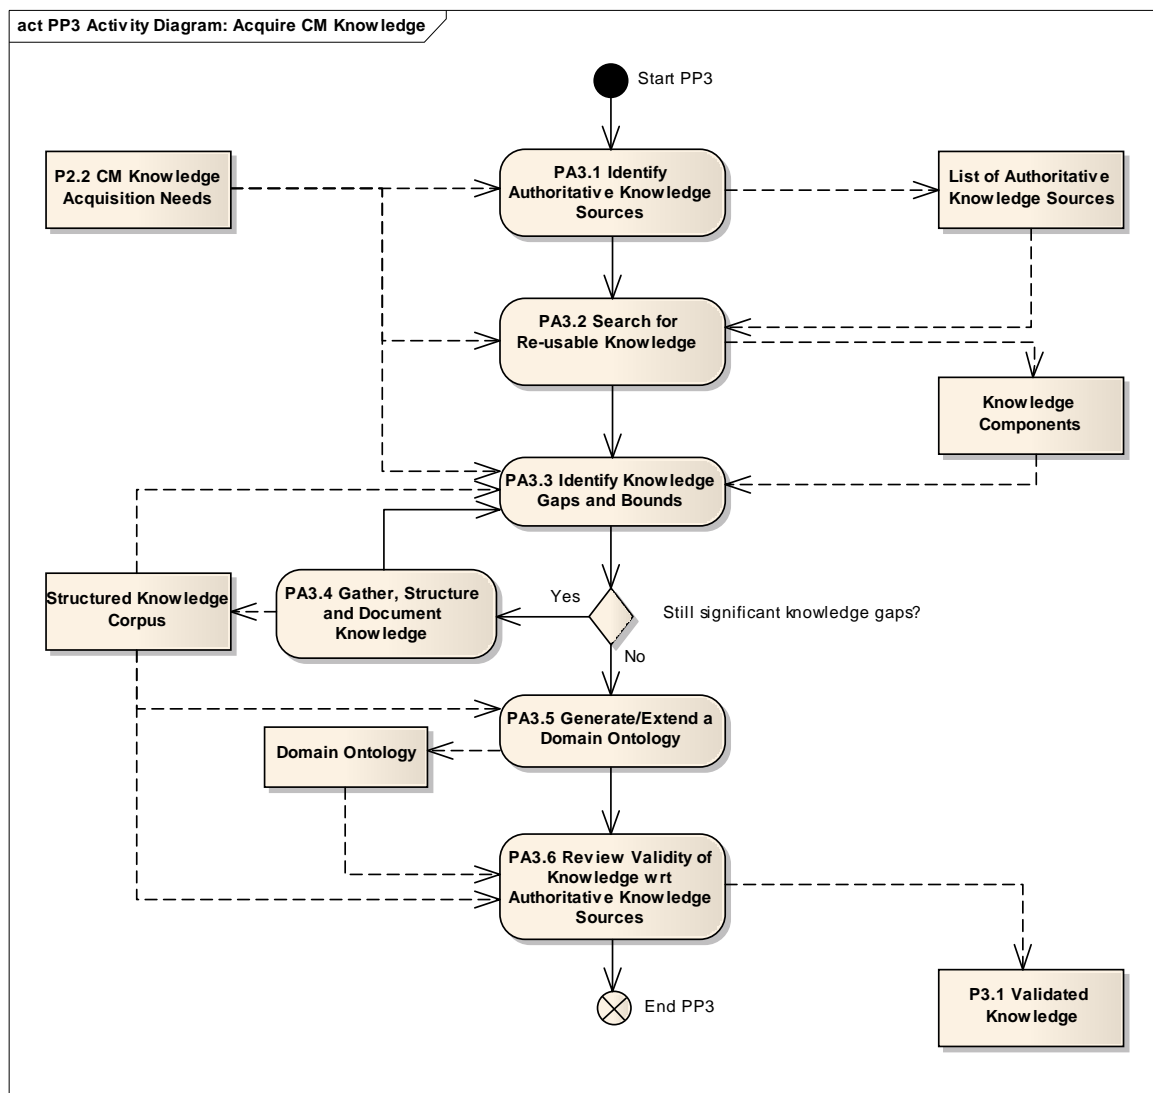 act PP3 Activity Diagram: Acquire CM Knowledge
Start PP3
P2.2 CM Knowledge
Acquisition Needs
PA3.1 Identify
Authoritative Knowledge
Sources
List of Authoritative
Knowledge Sources
PA3.2 Search for
Re-usable Knowledge
Knowledge
Components
PA3.3 Identify Knowledge
Gaps and Bounds
Structured Knowledge
Corpus
PA3.4 Gather, Structure
and Document
Knowledge
Yes
Still significant knowledge gaps?
No
PA3.5 Generate/Extend a
Domain Ontology
Domain Ontology
PA3.6 Review Validity of
Knowledge wrt
Authoritative Knowledge
Sources
P3.1 Validated
Knowledge
End PP3